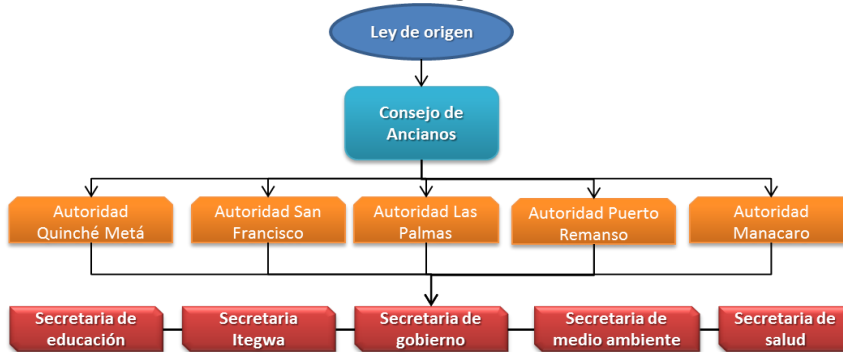 Ley de origen
Consejo de
Ancianos
Autoridad
Quinché Metá
Autoridad San
Francisco
Autoridad Las
Palmas
Autoridad Puerto
Remanso
Autoridad
Manacaro
Secretaria de
educación
Secretaria
Itegwa
Secretaria de
gobierno
Secretaria de
medio ambiente
Secretaria de
salud